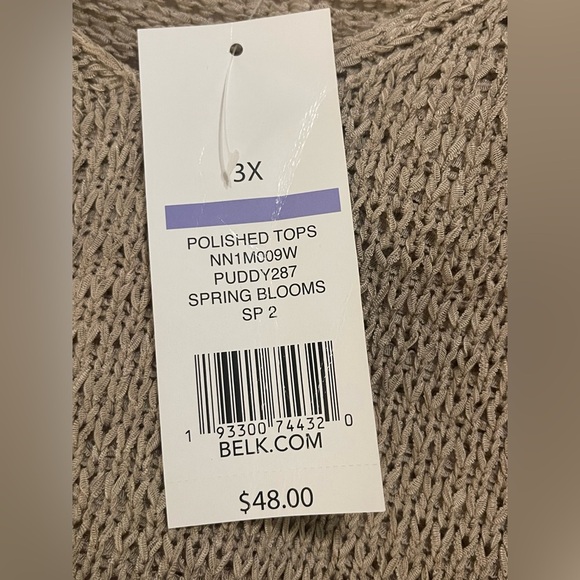 3X
POLISHED TOPS
NN1M009W
PUDDY287
SPRING BLOOMS
SP 2
1 93300 74432 0
BELK.COM
$48.00